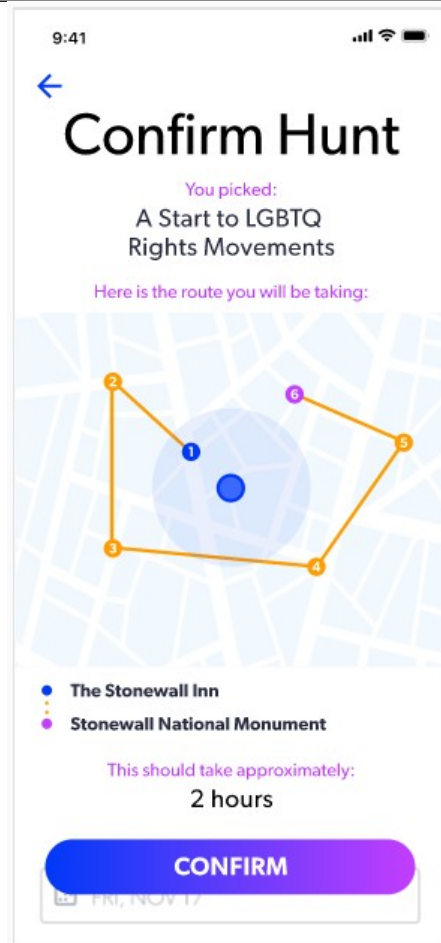 9:41
Confirm Hunt
You picked:
A Start to LGBTQ
Rights Movements
Here is the route you will be taking:
2
6
1
5
3
4
The Stonewall Inn
Stonewall National Monument
This should take approximately:
2 hours
CONFIRM
FRI, NOV 17